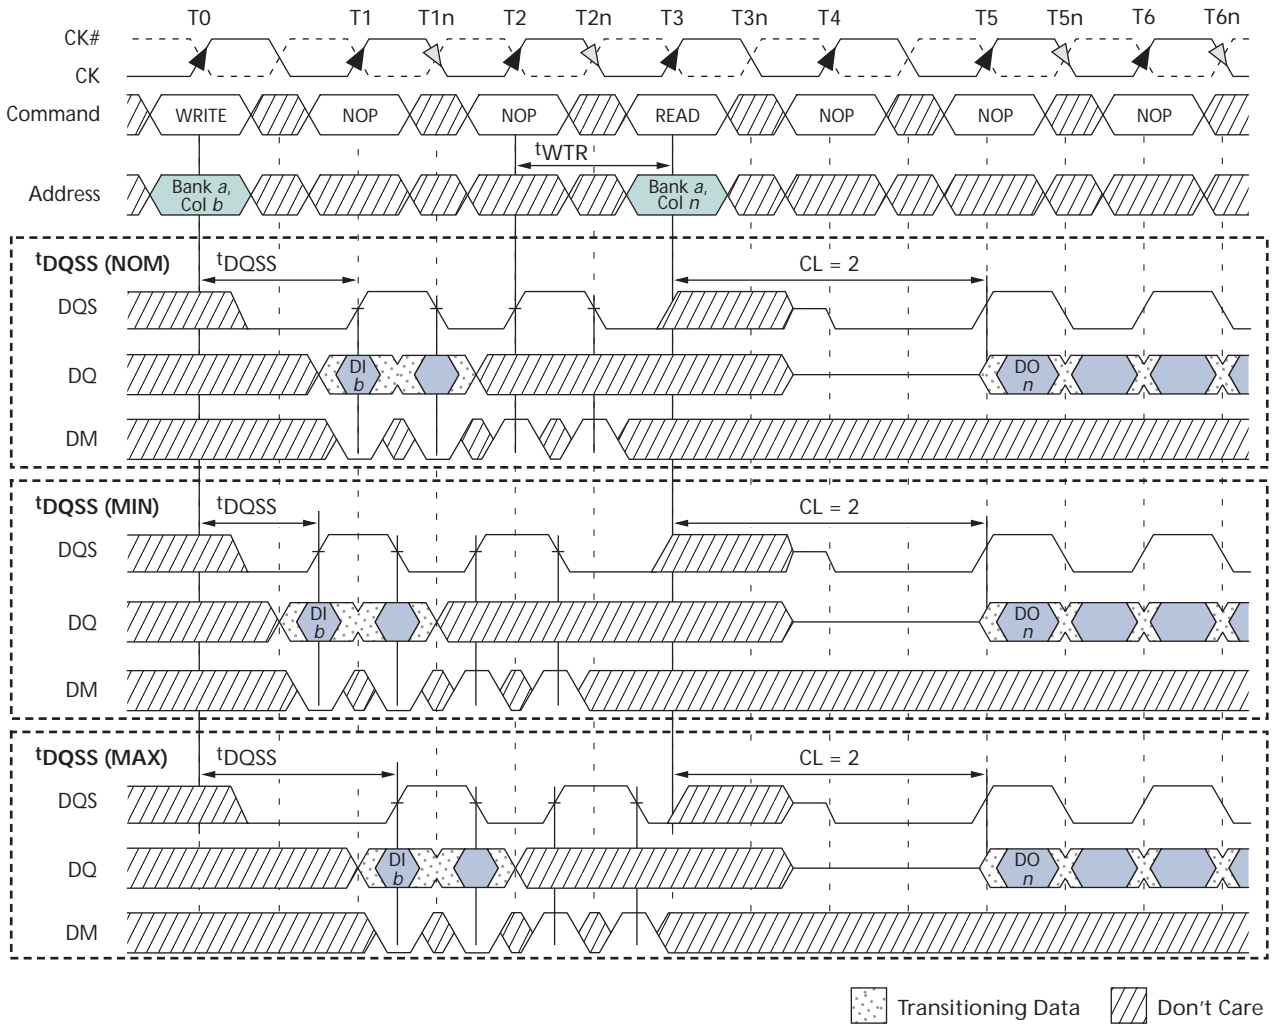 T0 T1 T1n T2 T2n T3 T3n T4 T5 T5n T6 T6n
CK#
CK
Command WRITE NOP NOP READ NOP NOP NOP
tWTR
Address Bank a, Col b Bank a, Col n
tDQSS (NOM) tDQSS CL = 2
DQS
DQ DI b DO n
DM
tDQSS (MIN) tDQSS CL = 2
DQS
DQ DI b DO n
DM
tDQSS (MAX) tDQSS CL = 2
DQS
DQ DI b DO n
DM
Transitioning Data Don't Care